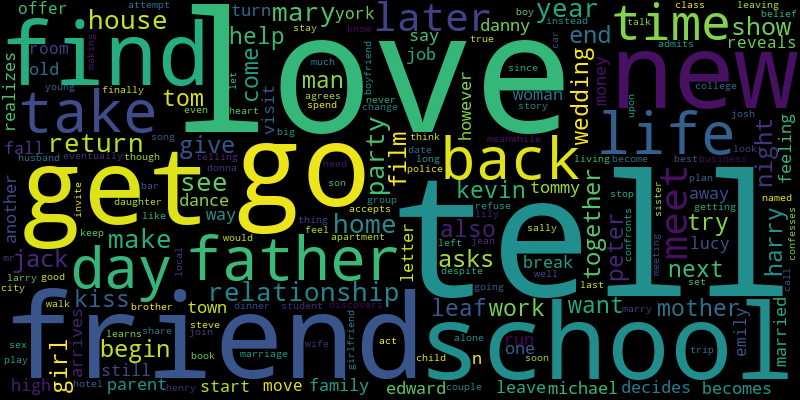 offer
attempt
turn
mary
york
boy
instead
class
leaving
belief
house
help
later
year
time
show
talk
admits
room
making
find
love
come
danny
end
reveals
realizes
old
stay
know
say
job
true
car
new
young
let
boyfriend
much
agrees
spend
man
since
woman
money
college
josh
take
tom
finally
even
heart
visit
never
change
however
wedding
story
upon
fall
return
song
big
party
film
think
police
meanwhile
life
night
look
feeling
husband
eventually
though
telling
give
donna
date
long
back
living
become
best
business
get
go
need
another
invite
daughter
bar
see
dance
son
group
accepts
kevin
tommy
together
meet
plan
away
getting
named
like
way
thing
feel
refuse
lily
stop
confronts
sister
try
confesses
keep
day
make
home
letter
also
sally
peter
lucy
harry
mr
jack
father
would
apartment
left
jean
asks
break
tell
meeting
next
call
larry
good
local
despite
going
well
last
set
city
arrives
kiss
relationship
leaf
work
want
mother
married
walk
brother
town
dinner
student
discovers
friend
school
learns
share
steve
join
girlfriend
act
alone
run
marry
trip
emily
girl
begin
book
marriage
wife
child
n
one
soon
sex
play
still
high
hotel
parent
henry
start
move
family
edward
couple
leave
michael
decides
becomes